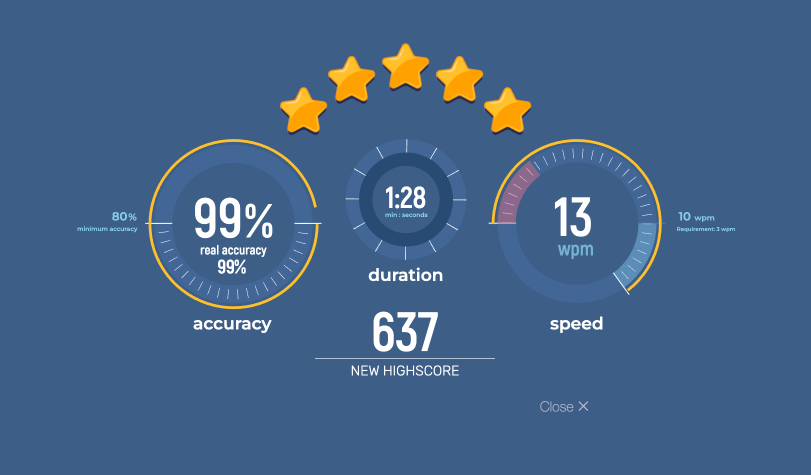 80%
minimum accuracy
99%
real accuracy
99%
accuracy
1:28
min : seconds
duration
13
wpm
speed
10 wpm
Requirement: 3 wpm
637
NEW HIGHSCORE
Close ×